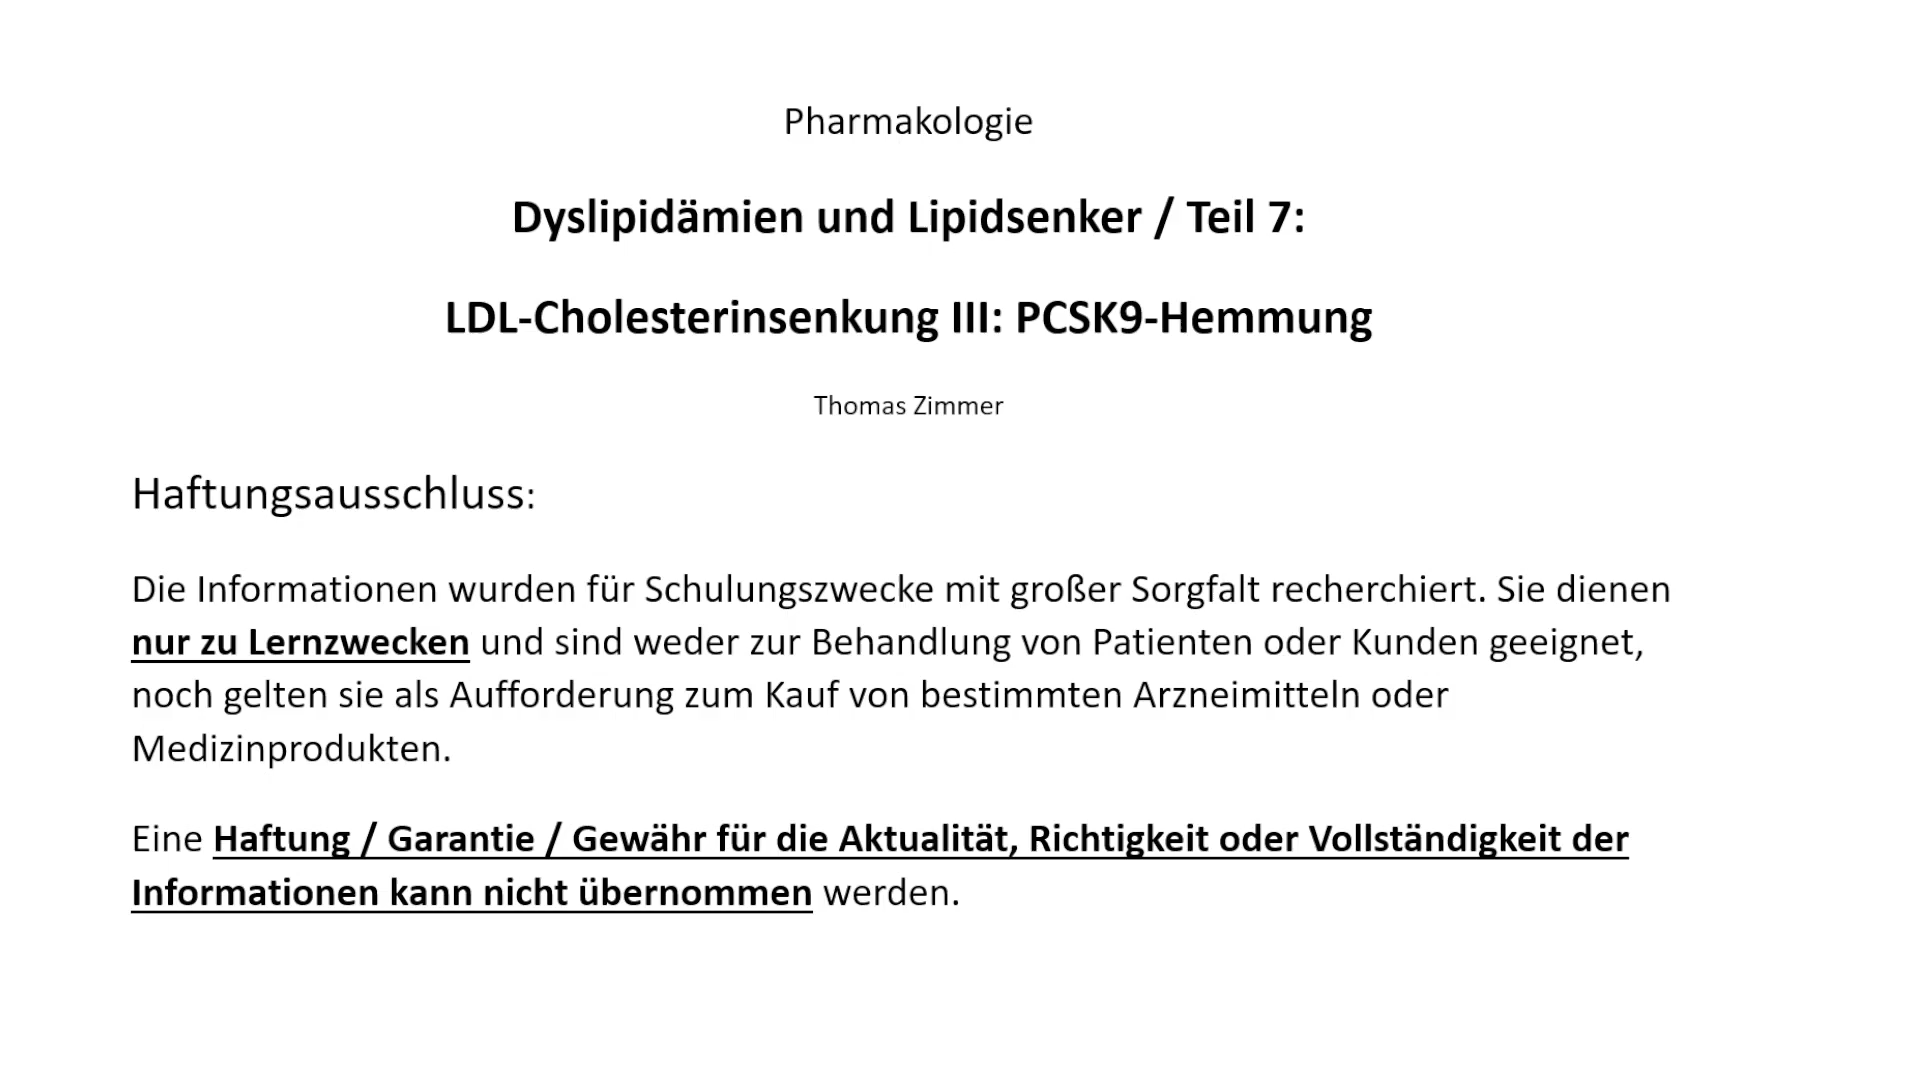 Pharmakologie
Dyslipidämien und Lipidsenker / Teil 7:
LDL-Cholesterinsenkung III: PCSK9-Hemmung
Thomas Zimmer
Haftungsausschluss:
Die Informationen wurden für Schulungszwecke mit großer Sorgfalt recherchiert. Sie dienen
nur zu Lernzwecken und sind weder zur Behandlung von Patienten oder Kunden geeignet,
noch gelten sie als Aufforderung zum Kauf von bestimmten Arzneimitteln oder
Medizinprodukten.
Eine Haftung / Garantie / Gewähr für die Aktualität, Richtigkeit oder Vollständigkeit der
Informationen kann nicht übernommen werden.